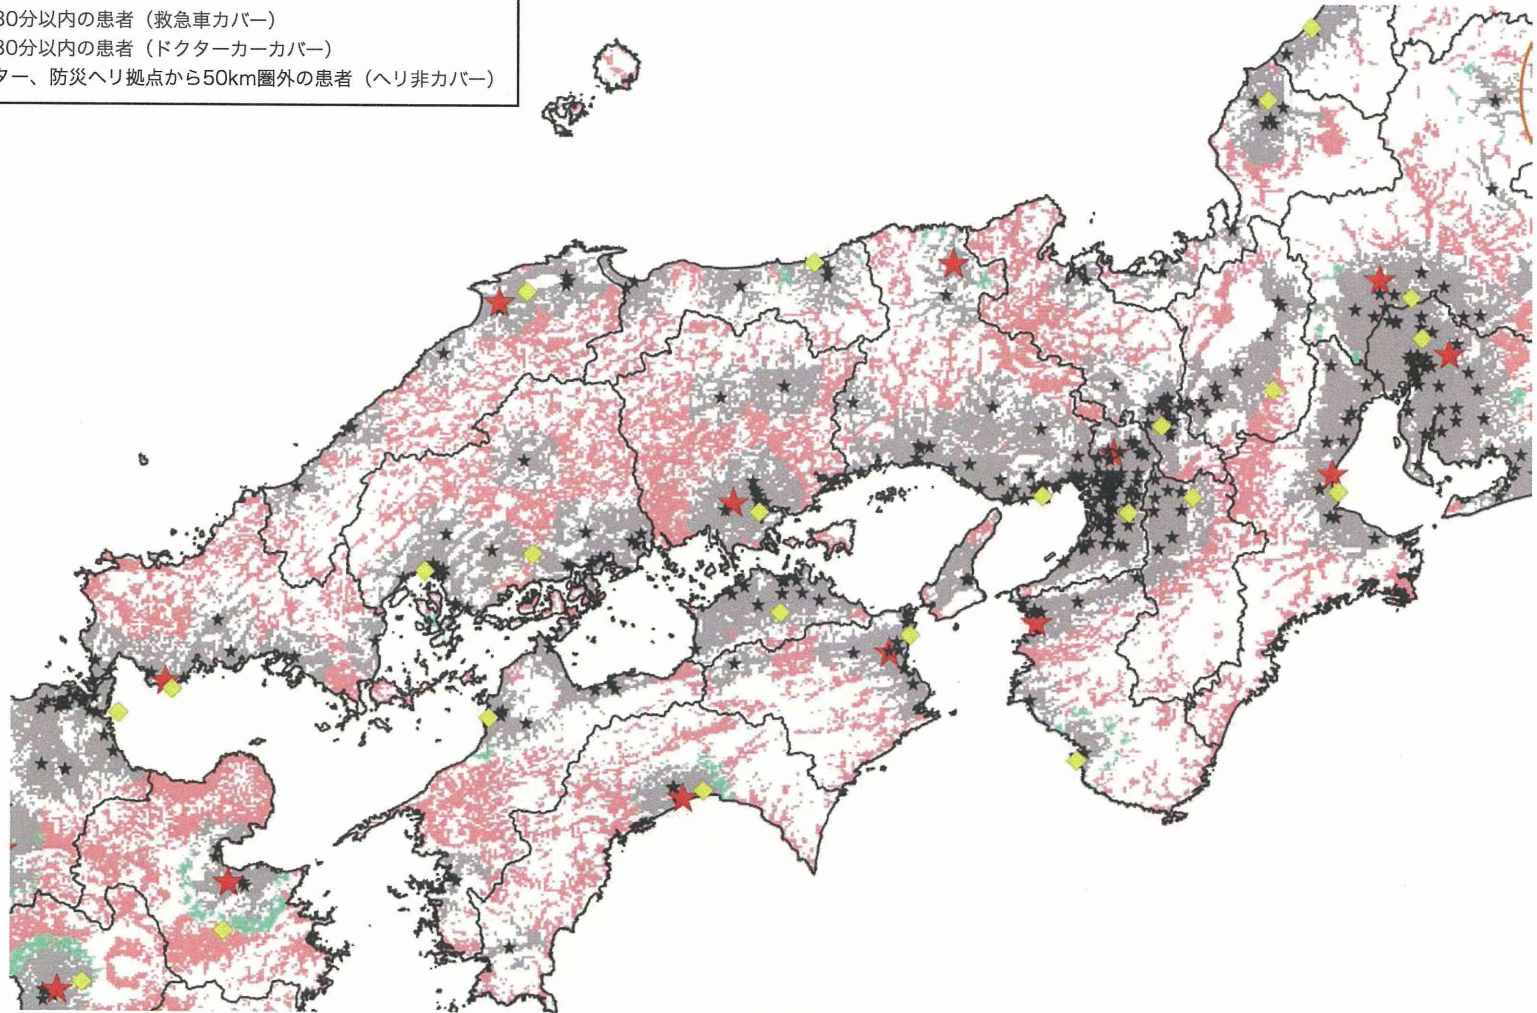 30分以内の患者（救急車カバー）
30分以内の患者（ドクターカーカバー）
ター、防災ヘリ拠点から50km圏外の患者（ヘリ非カバー）